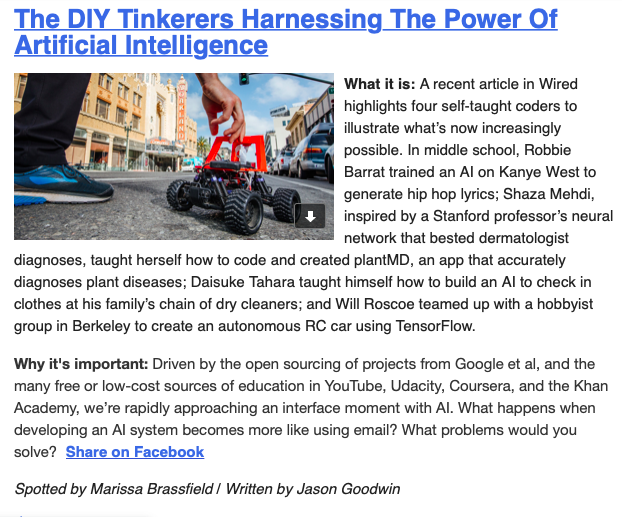 The DIY Tinkerers Harnessing The Power Of
Artificial Intelligence
What it is: A recent article in Wired
highlights four self-taught coders to
illustrate what’s now increasingly
possible. In middle school, Robbie
Barrat trained an AI on Kanye West to
generate hip hop lyrics; Shaza Mehdi,
inspired by a Stanford professor’s neural
network that bested dermatologist
diagnoses, taught herself how to code and created plantMD, an app that accurately
diagnoses plant diseases; Daisuke Tahara taught himself how to build an AI to check in
clothes at his family’s chain of dry cleaners; and Will Roscoe teamed up with a hobbyist
group in Berkeley to create an autonomous RC car using TensorFlow.
Why it's important: Driven by the open sourcing of projects from Google et al, and the
many free or low-cost sources of education in YouTube, Udacity, Coursera, and the Khan
Academy, we’re rapidly approaching an interface moment with AI. What happens when
developing an AI system becomes more like using email? What problems would you
solve? Share on Facebook
Spotted by Marissa Brassfield / Written by Jason Goodwin